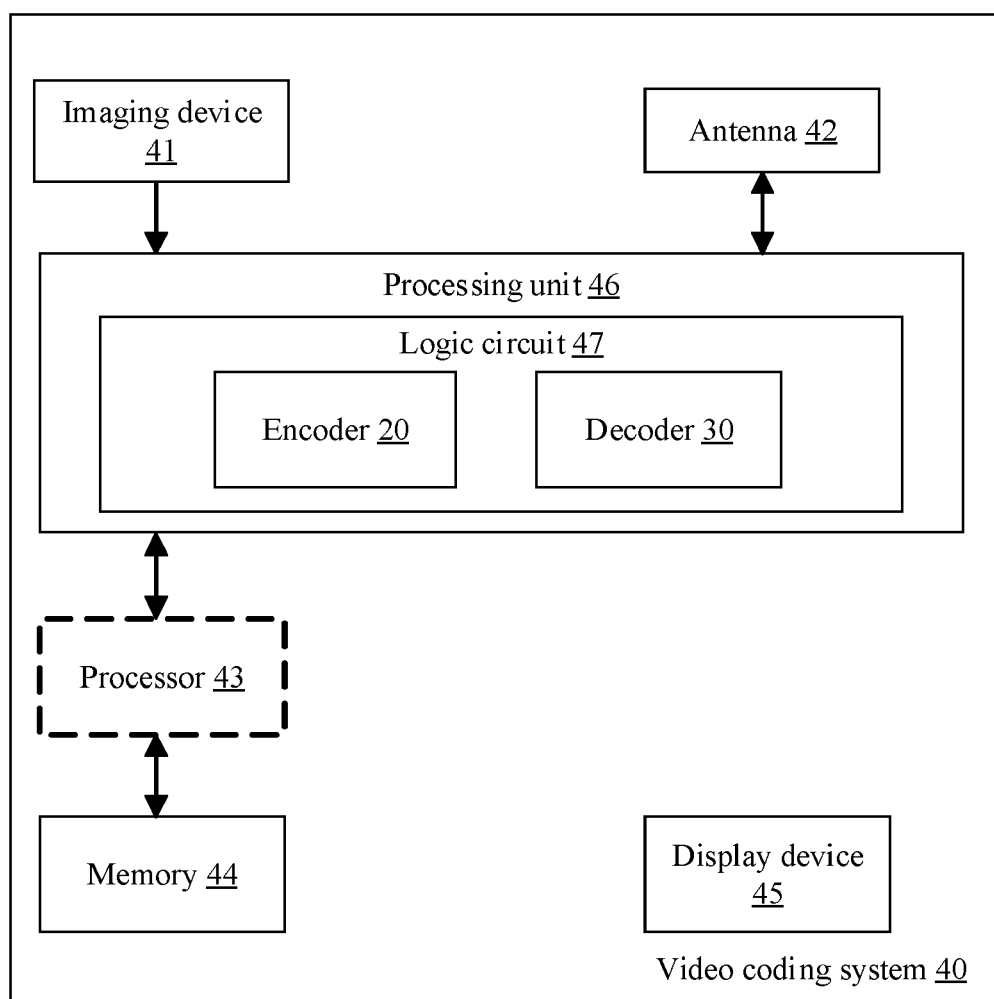 Imaging device
41
Antenna 42
Processing unit 46
Logic circuit 47
Encoder 20
Decoder 30
Processor 43
Memory 44
Display device
45
Video coding system 40